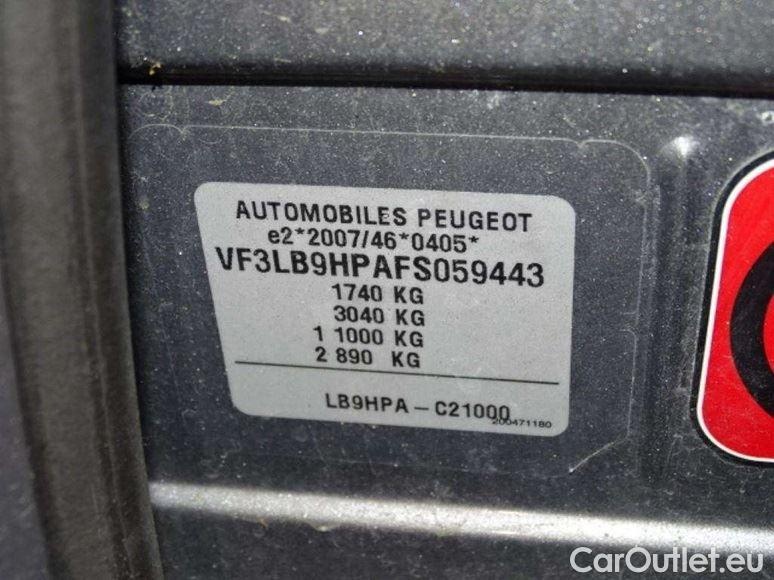 AUTOMOBILES PEUGEOT
e2*2007/46*0405*
VF3LB9HPAFS059443
1740 KG
3040 KG
1 1000 KG
2 890 KG
LB9HPA - C21000
200471180
CarOutlet.eu